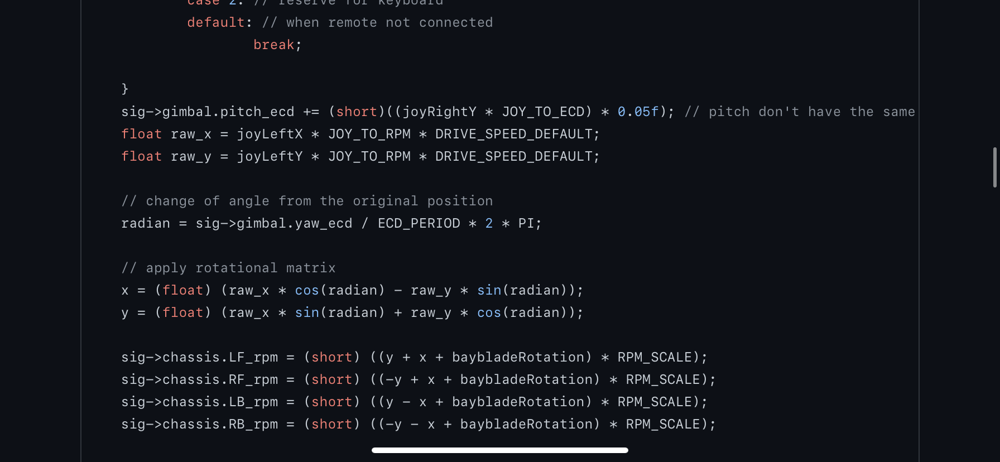 case 2: // reserve for keyboard
default: // when remote not connected
break;
}
sig->gimbal.pitch_ecd += (short)((joyRightY * JOY_TO_ECD) * 0.05f); // pitch don't have the same
float raw_x = joyLeftX * JOY_TO_RPM * DRIVE_SPEED_DEFAULT;
float raw_y = joyLeftY * JOY_TO_RPM * DRIVE_SPEED_DEFAULT;
// change of angle from the original position
radian = sig->gimbal.yaw_ecd / ECD_PERIOD * 2 * PI;
// apply rotational matrix
x = (float) (raw_x * cos(radian) - raw_y * sin(radian));
y = (float) (raw_x * sin(radian) + raw_y * cos(radian));
sig->chassis.LF_rpm = (short) ((y + x + baybladeRotation) * RPM_SCALE);
sig->chassis.RF_rpm = (short) ((-y + x + baybladeRotation) * RPM_SCALE);
sig->chassis.LB_rpm = (short) ((y - x + baybladeRotation) * RPM_SCALE);
sig->chassis.RB_rpm = (short) ((-y - x + baybladeRotation) * RPM_SCALE);